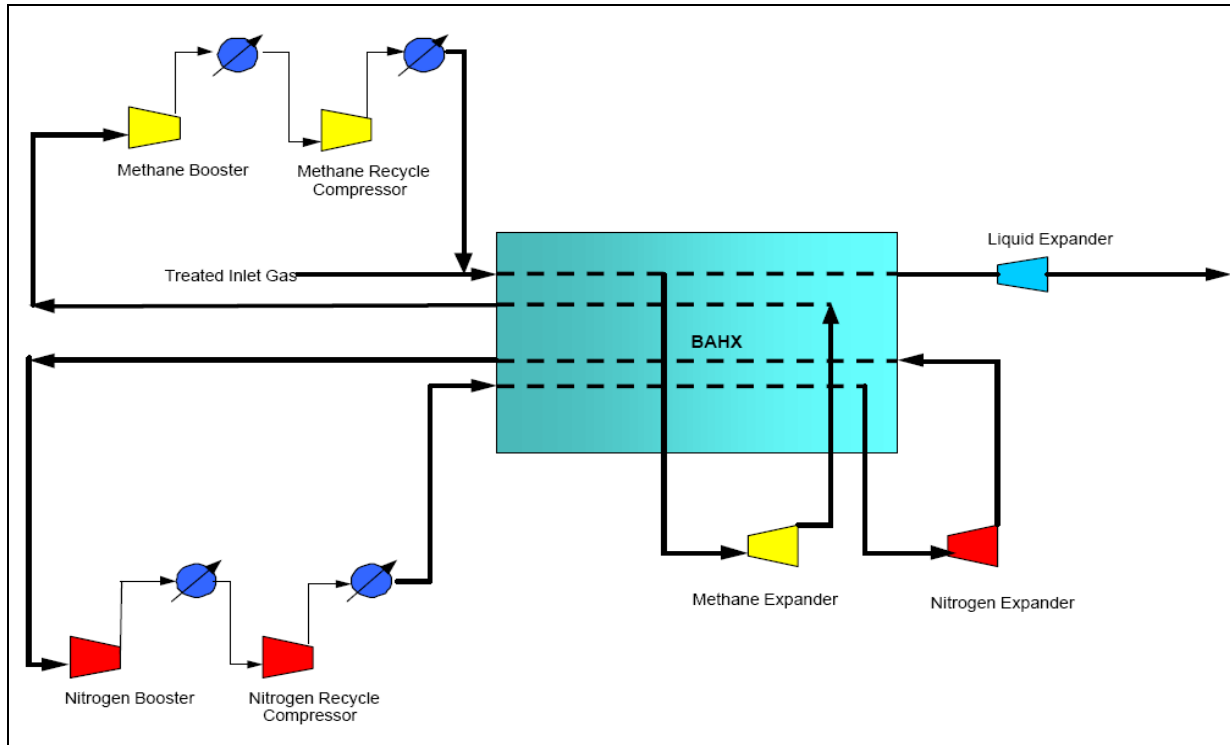 Methane Booster
Methane Recycle
Compressor
Liquid Expander
Treated Inlet Gas
BAHX
Methane Expander
Nitrogen Expander
Nitrogen Booster
Nitrogen Recycle
Compressor